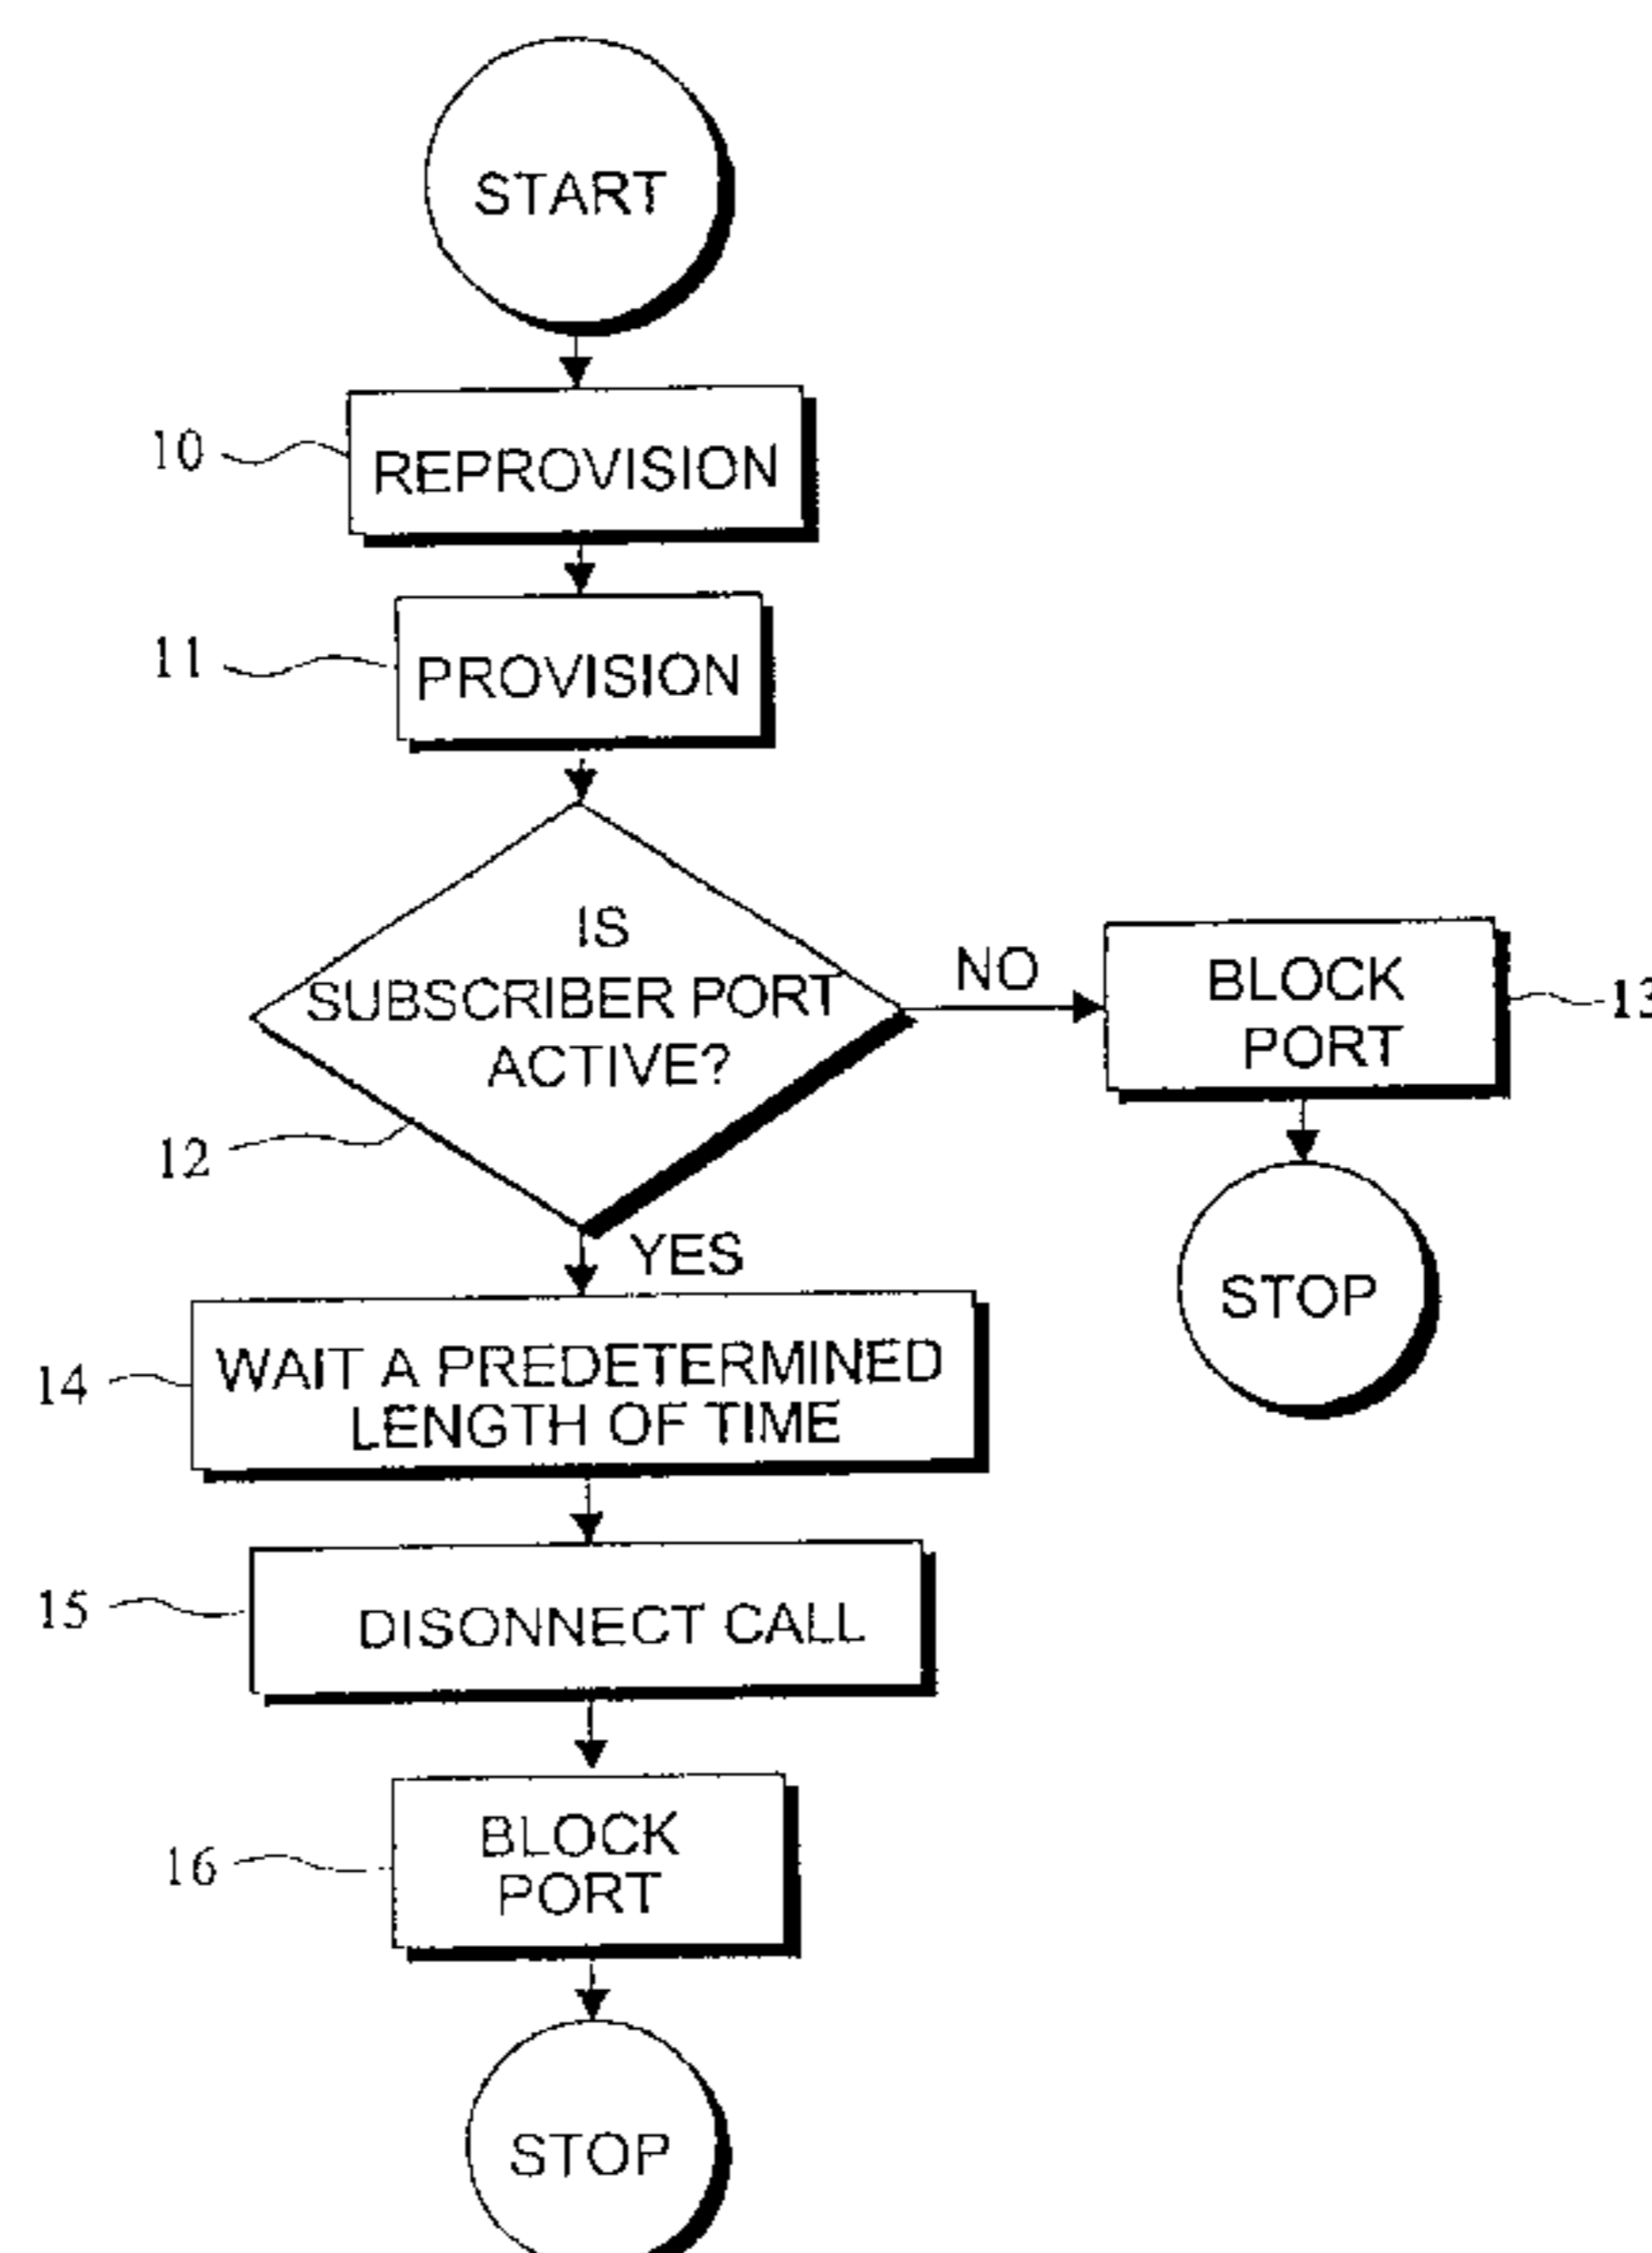 START
10
REPROVISION
11
PROVISION
IS
SUBSCRIBER PORT
ACTIVE?
12
NO
BLOCK
PORT
13
STOP
YES
14
WAIT A PREDETERMINED
LENGTH OF TIME
15
DISONNECT CALL
16
BLOCK
PORT
STOP